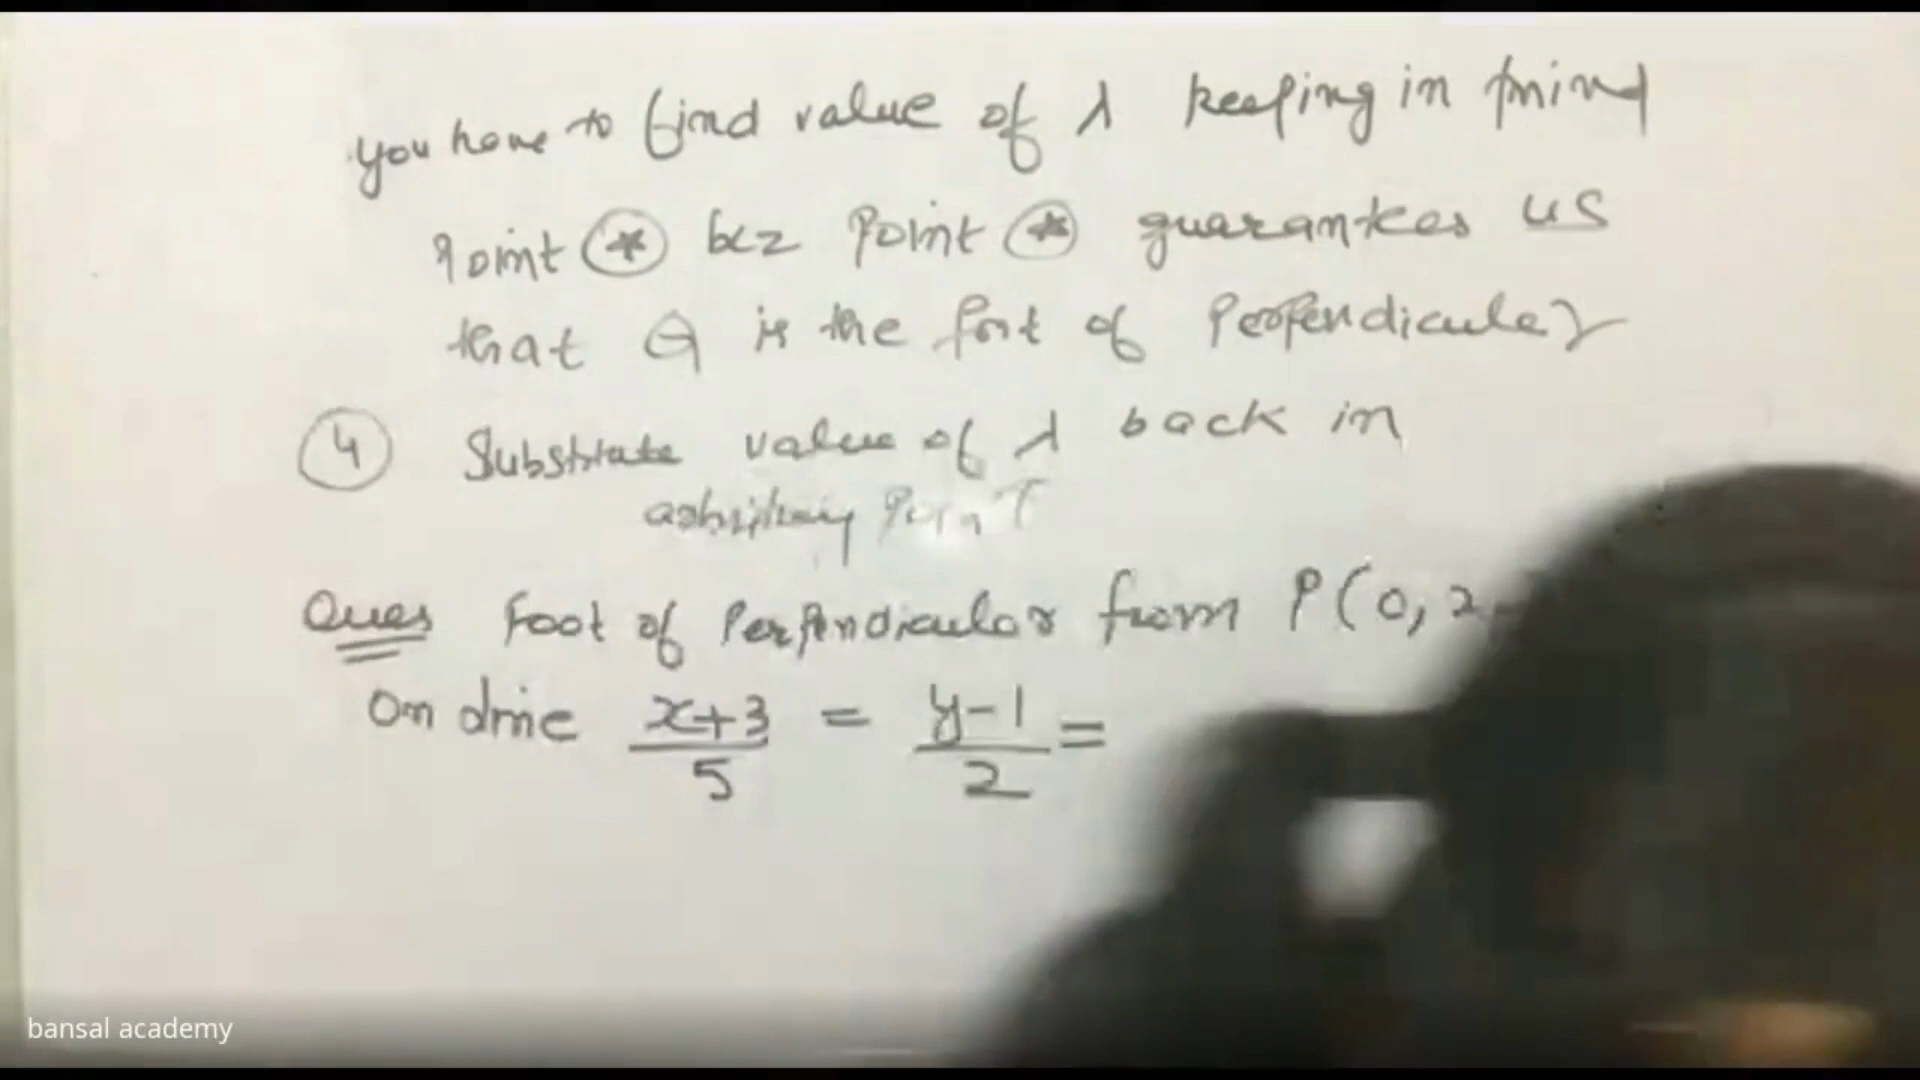 you have to find value of λ keeping in mind
Point * bcz Point * guarantees us
that Q is the foot of Perpendicular
4 Substitute value of λ back in
arbitrary Point
Ques Foot of Perpendicular from P(0, 2,
On line x+3/5 = y-1/2 =
bansal academy